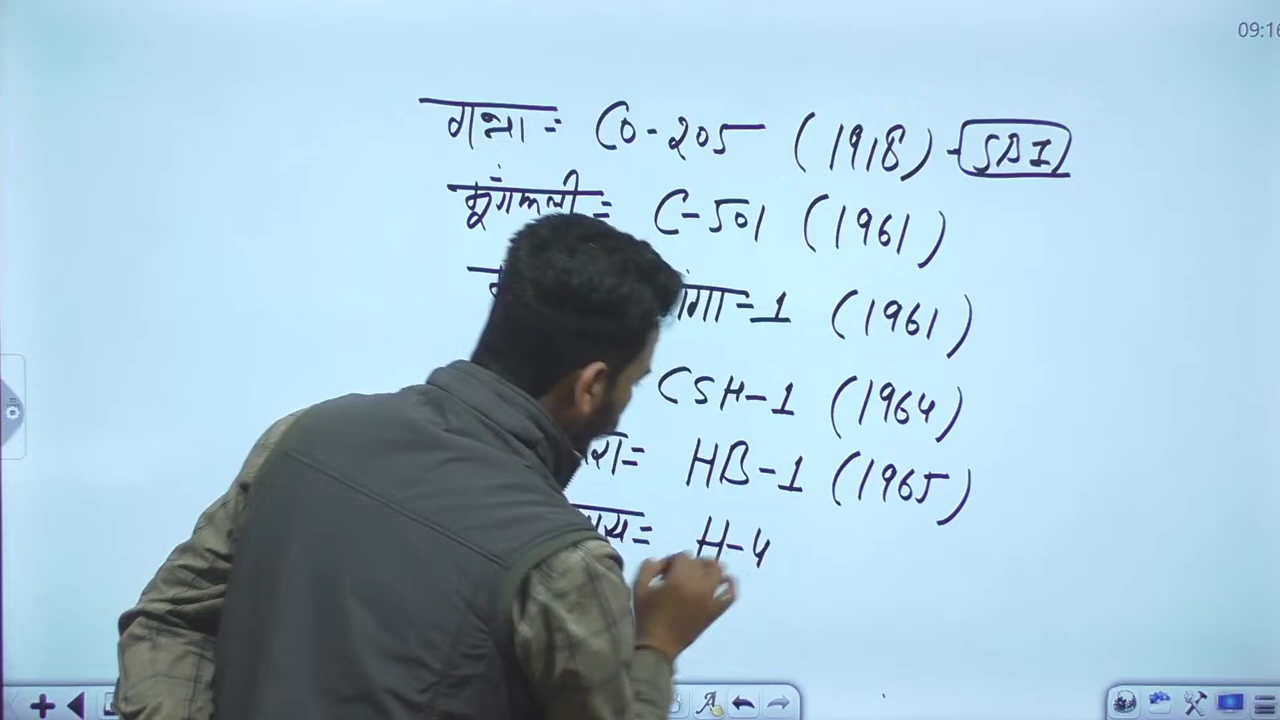 09:16
गन्ना = Co-205 (1918) - SBI
मूंगफली = C-501 (1961)
गंगा-1 (1961)
CSH-1 (1964)
HB-1 (1965)
H-4